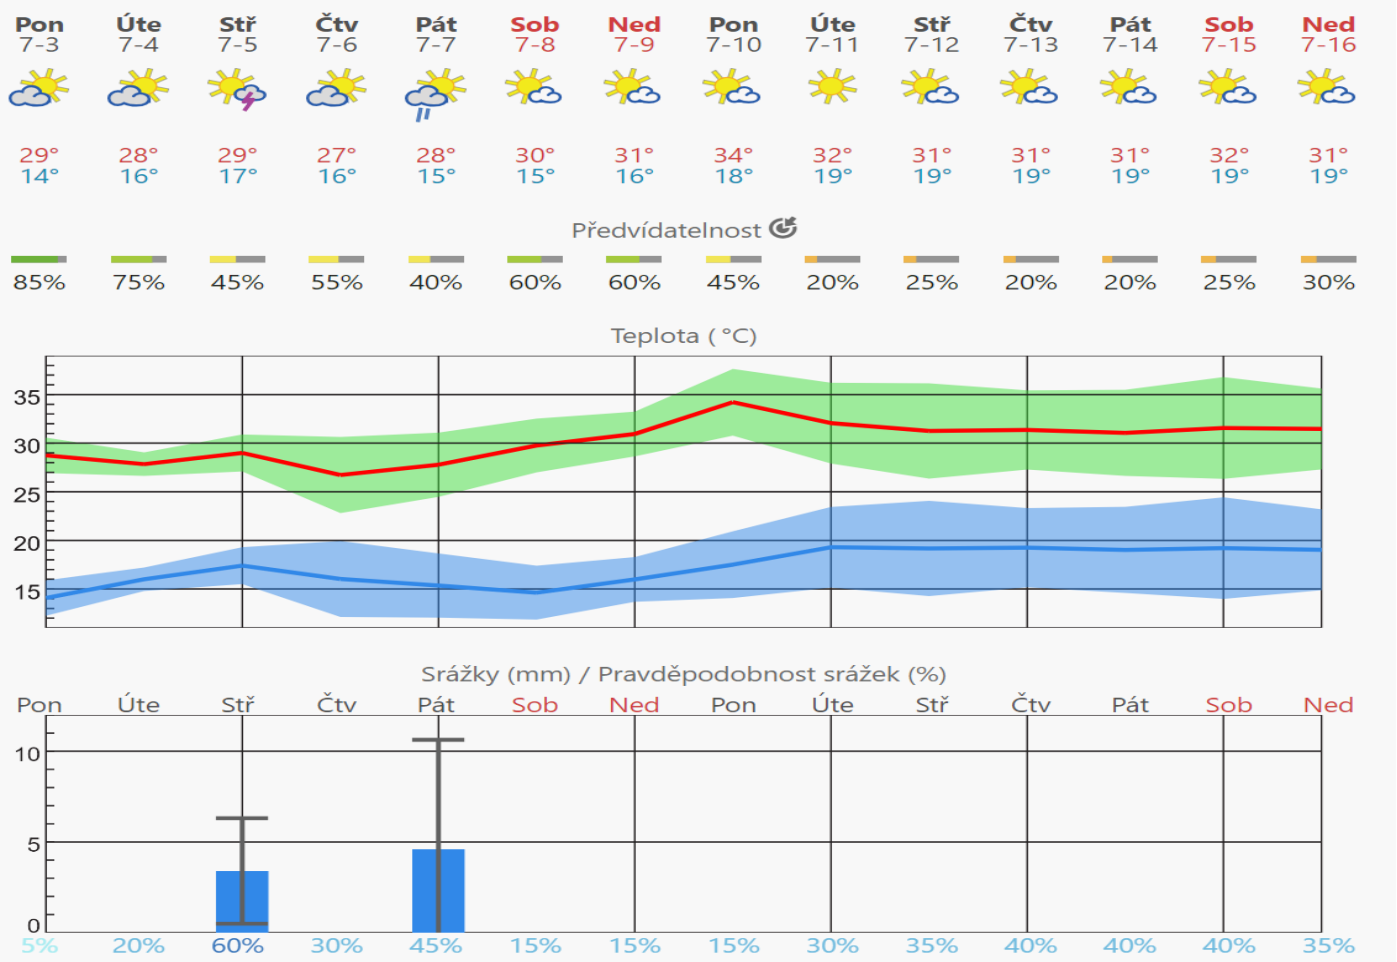 Pon Úte Stř Čtv Pát Sob Ned Pon Úte Stř Čtv Pát Sob Ned
7-3 7-4 7-5 7-6 7-7 7-8 7-9 7-10 7-11 7-12 7-13 7-14 7-15 7-16
29° 28° 29° 27° 28° 30° 31° 34° 32° 31° 31° 31° 32° 31°
14° 16° 17° 16° 15° 15° 16° 18° 19° 19° 19° 19° 19° 19°
Předvídatelnost
85% 75% 45% 55% 40% 60% 60% 45% 20% 25% 20% 20% 25% 30%
Teplota ( °C)
35
30
25
20
15
Srážky (mm) / Pravděpodobnost srážek (%)
Pon Úte Stř Čtv Pát Sob Ned Pon Úte Stř Čtv Pát Sob Ned
10
5
0
5% 20% 60% 30% 45% 15% 15% 15% 30% 35% 40% 40% 40% 35%